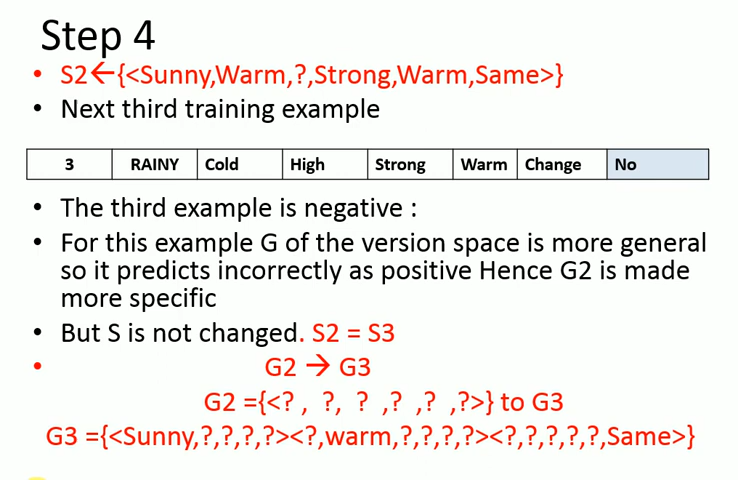 Step 4
• S2←{<Sunny,Warm,?,Strong,Warm,Same>}
• Next third training example
3 RAINY Cold High Strong Warm Change No
• The third example is negative :
• For this example G of the version space is more general
so it predicts incorrectly as positive Hence G2 is made
more specific
• But S is not changed. S2 = S3
• G2 → G3
G2 ={<? , ?, ? ,? ,? ,?>} to G3
G3 ={<Sunny,?,?,?,?><?,warm,?,?,?,?><?,?,?,?,?,Same>}